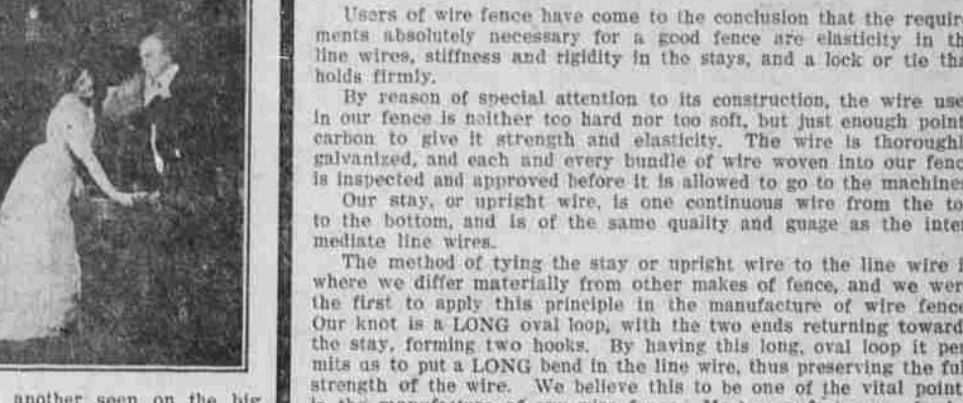 Users of wire fence have come to the conclusion that the require
ments absolutely necessary for a good fence are elasticity in th
line wires, stiffness and rigidity in the stays, and a lock or tie tha
holds firmly.
By reason of special attention to its construction, the wire use
in our fence is neither too hard nor too soft, but just enough point
carbon to give it strength and elasticity. The wire is thoroughl
galvanized, and each and every bundle of wire woven into our fenc
is inspected and approved before it is allowed to go to the machine
Our stay, or upright wire, is one continuous wire from the to
to the bottom, and is of the same quality and guage as the inter
mediate line wires.
The method of tying the stay or upright wire to the line wire i
where we differ materially from other makes of fence, and we wer
the first to apply this principle in the manufacture of wire fence
Our knot is a LONG oval loop, with the two ends returning toward
the stay, forming two hooks. By having this long, oval loop it per
mits us to put a LONG bend in the line wire, thus preserving the ful
strength of the wire. We believe this to be one of the vital point
another seen on the big